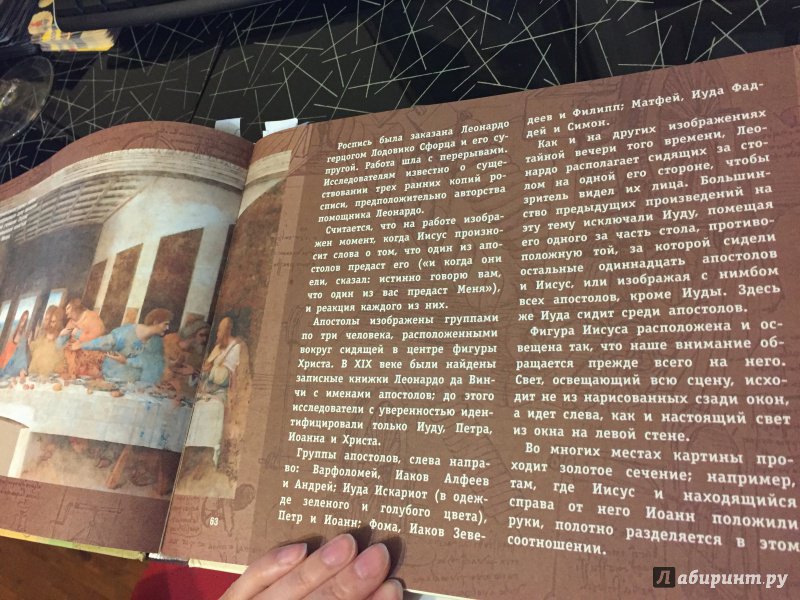 Роспись была заказана Леонардо
герцогом Лодовико Сфорца и его су-
пругой. Работа шла с перерывами.
Исследователям известно о суще-
ствовании трех ранних копий ро-
списи, предположительно авторства
помощника Леонардо.
Считается, что на работе изобра-
жен момент, когда Иисус произно-
сит слова о том, что один из апо-
столов предаст его («и когда они
ели, сказал: истинно говорю вам,
что один из вас предаст Меня»),
и реакция каждого из них.
Апостолы изображены группами
по три человека, расположенными
вокруг сидящей в центре фигуры
Христа. В XIX веке были найдены
записные книжки Леонардо да Вин-
чи с именами апостолов; до этого
исследователи с уверенностью иден-
тифицировали только Иуду, Петра,
Иоанна и Христа.
Группы апостолов, слева напра-
во: Варфоломей, Иаков Алфеев
и Андрей; Иуда Искариот (в одеж-
де зеленого и голубого цвета),
Петр и Иоанн; Фома, Иаков Зеве-
деев и Филипп; Матфей, Иуда Фад-
дей и Симон.
Как и на других изображениях
тайной вечери того времени, Лео-
нардо располагает сидящих за сто-
лом на одной его стороне, чтобы
зритель видел их лица. Большин-
ство предыдущих произведений на
эту тему исключали Иуду, помещая
его одного за часть стола, противо-
положную той, за которой сидели
остальные одиннадцать апостолов
и Иисус, или изображая с нимбом
всех апостолов, кроме Иуды. Здесь
же Иуда сидит среди апостолов.
Фигура Иисуса расположена и ос-
вещена так, что наше внимание об-
ращается прежде всего на него.
Свет, освещающий всю сцену, исхо-
дит не из нарисованных сзади окон,
а идет слева, как и настоящий свет
из окна на левой стене.
Во многих местах картины про-
ходит золотое сечение; например,
там, где Иисус и находящийся
справа от него Иоанн положили
руки, полотно разделяется в этом
соотношении.
63
Лабиринт.ру